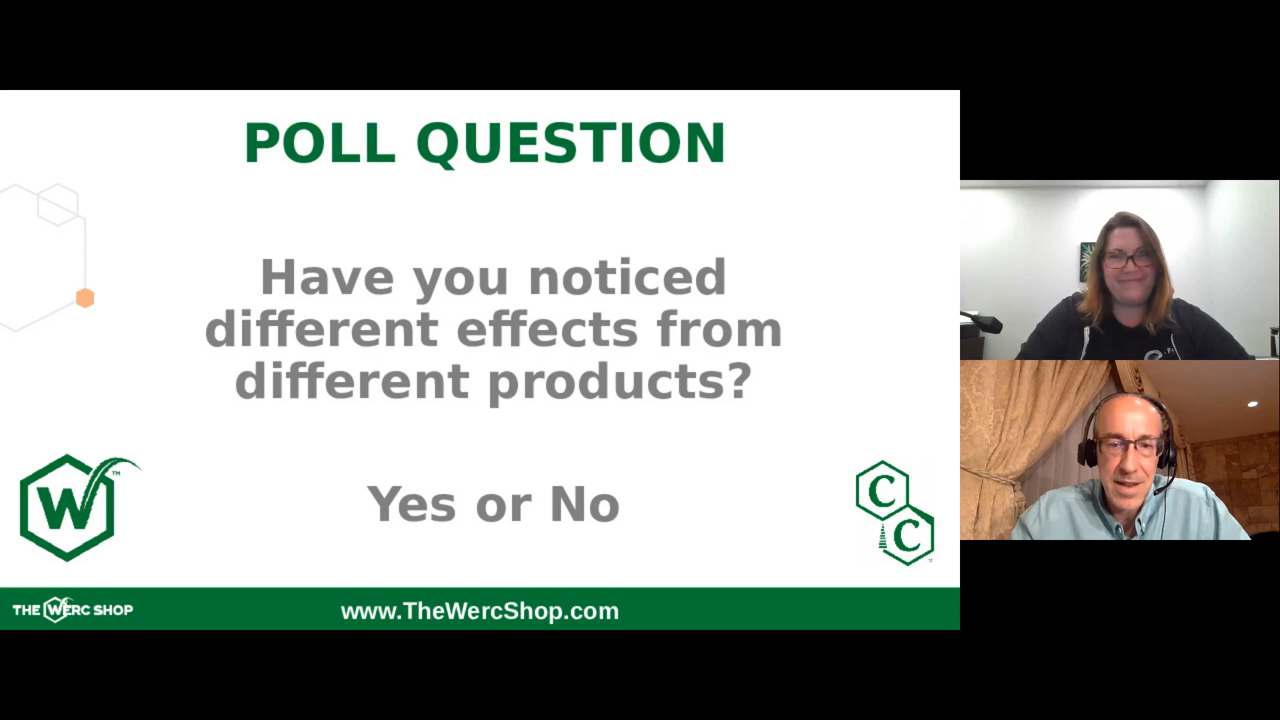 POLL QUESTION
Have you noticed
different effects from
different products?
Yes or No
W
TM
C
C
THE WERC SHOP
www.TheWercShop.com